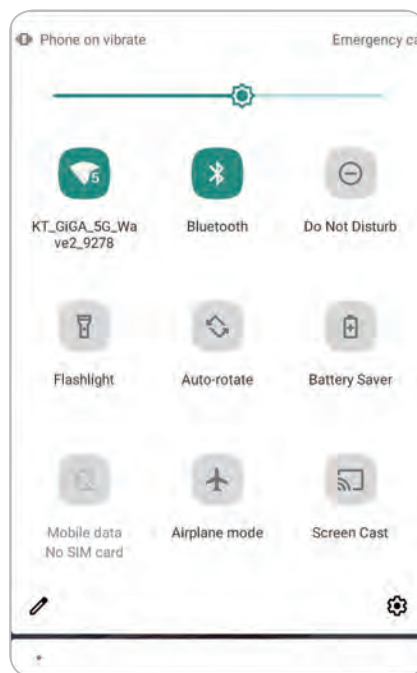 Phone on vibrate
Emergency ca
5
KT_GiGA_5G_Wa
ve2_9278
Bluetooth
Do Not Disturb
Flashlight
Auto-rotate
Battery Saver
Mobile data
No SIM card
Airplane mode
Screen Cast